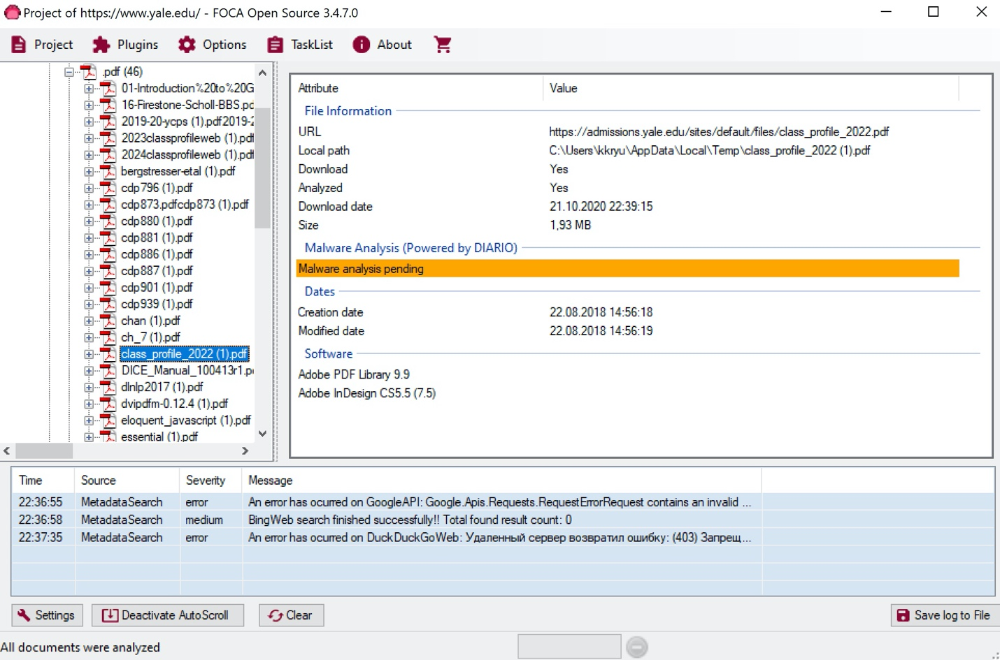 Project of https://www.yale.edu/ - FOCA Open Source 3.4.7.0
Project Plugins Options TaskList About
.pdf (46)
01-Introduction%20to%20G
16-Firestone-Scholl-BBS.pd
2019-20-ycps (1).pdf2019-2
2023classprofileweb (1).pdf
2024classprofileweb (1).pdf
bergstresser-etal (1).pdf
cdp796 (1).pdf
cdp873.pdfcdp873 (1).pdf
cdp880 (1).pdf
cdp881 (1).pdf
cdp886 (1).pdf
cdp887 (1).pdf
cdp901 (1).pdf
cdp939 (1).pdf
chan (1).pdf
ch_7 (1).pdf
class_profile_2022 (1).pdf
DICE_Manual_100413r1.p
dlnlp2017 (1).pdf
dvipdfm-0.12.4 (1).pdf
eloquent_javascript (1).pdf
essential (1).pdf
Attribute Value
File Information
URL https://admissions.yale.edu/sites/default/files/class_profile_2022.pdf
Local path C:\Users\kkryu\AppData\Local\Temp\class_profile_2022 (1).pdf
Download Yes
Analyzed Yes
Download date 21.10.2020 22:39:15
Size 1,93 MB
Malware Analysis (Powered by DIARIO)
Malware analysis pending
Dates
Creation date 22.08.2018 14:56:18
Modified date 22.08.2018 14:56:19
Software
Adobe PDF Library 9.9
Adobe InDesign CS5.5 (7.5)
Time Source Severity Message
22:36:55 MetadataSearch error An error has ocurred on GoogleAPI: Google.Apis.Requests.RequestErrorRequest contains an invalid ...
22:36:58 MetadataSearch medium BingWeb search finished successfully!! Total found result count: 0
22:37:35 MetadataSearch error An error has ocurred on DuckDuckGoWeb: Удаленный сервер возвратил ошибку: (403) Запрещ...
Settings Deactivate AutoScroll Clear Save log to File
All documents were analyzed